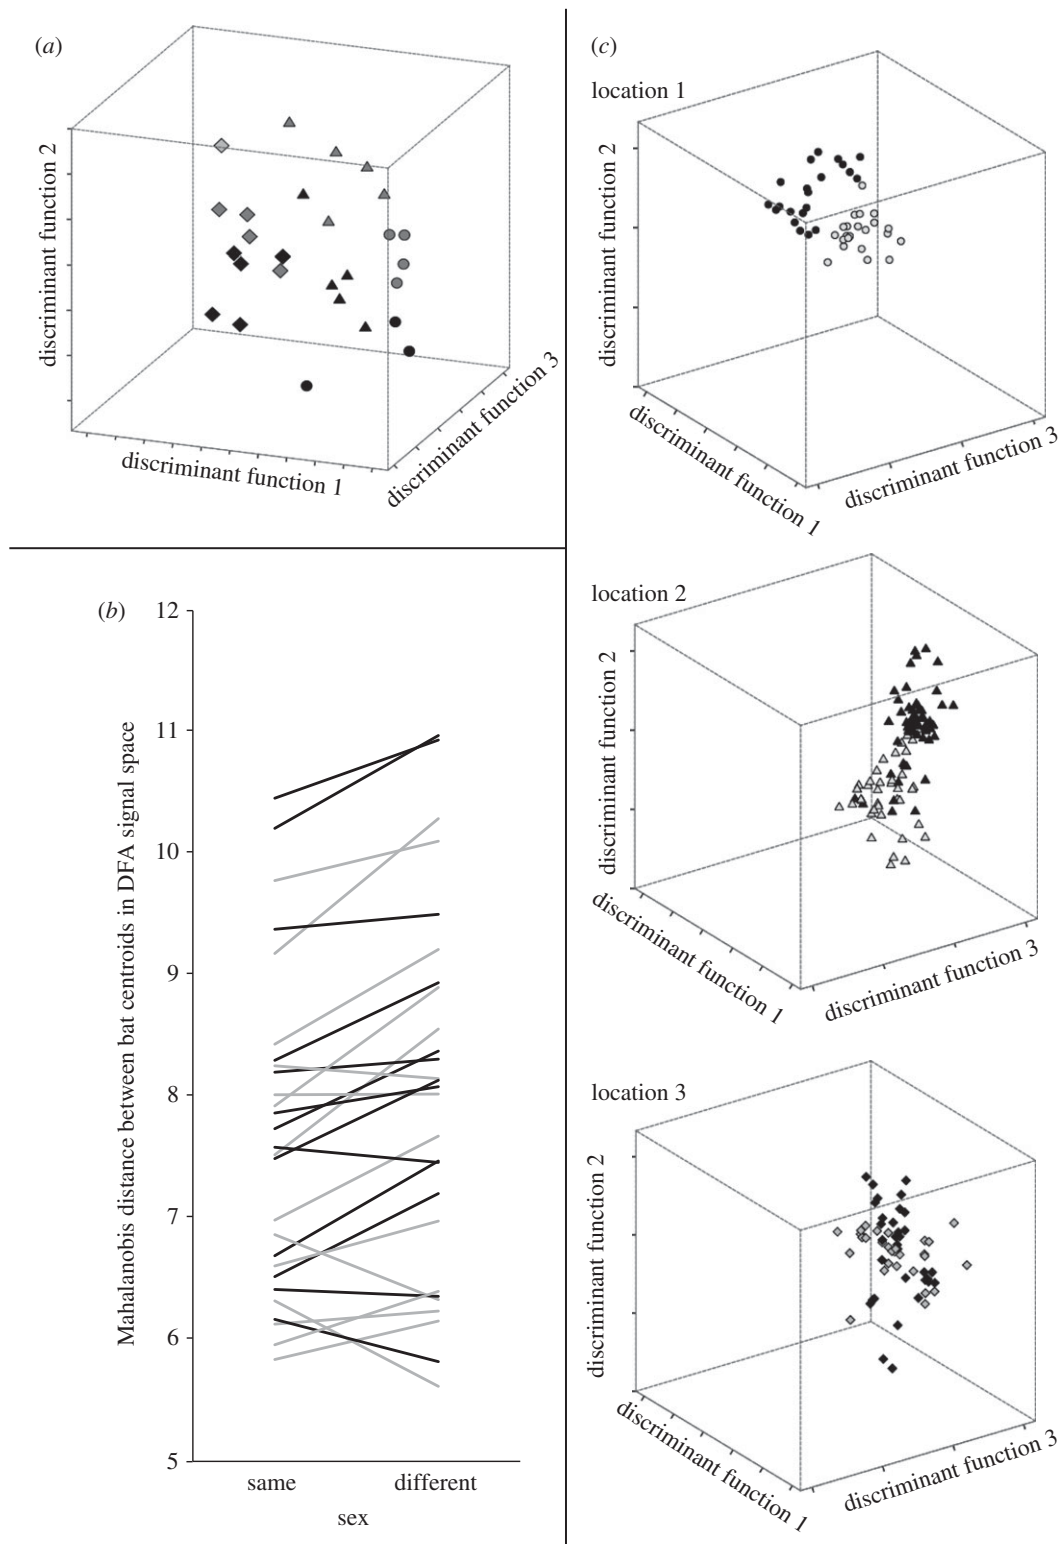 (a)
discriminant function 2
discriminant function 1
discriminant function 3
(b)
Mahalanobis distance between bat centroids in DFA signal space
12
11
10
9
8
7
6
5
same
different
sex
(c)
location 1
discriminant function 2
discriminant function 1
discriminant function 3
location 2
discriminant function 2
discriminant function 1
discriminant function 3
location 3
discriminant function 2
discriminant function 1
discriminant function 3